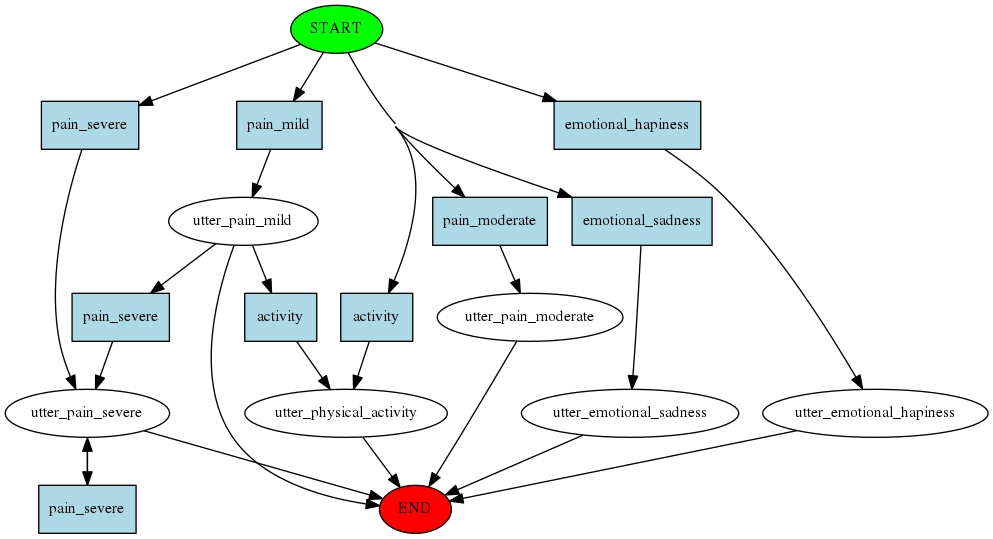 START
pain_severe
pain_mild
emotional_hapiness
utter_pain_mild
pain_moderate
emotional_sadness
pain_severe
activity
activity
utter_pain_moderate
utter_pain_severe
utter_physical_activity
utter_emotional_sadness
utter_emotional_hapiness
pain_severe
END